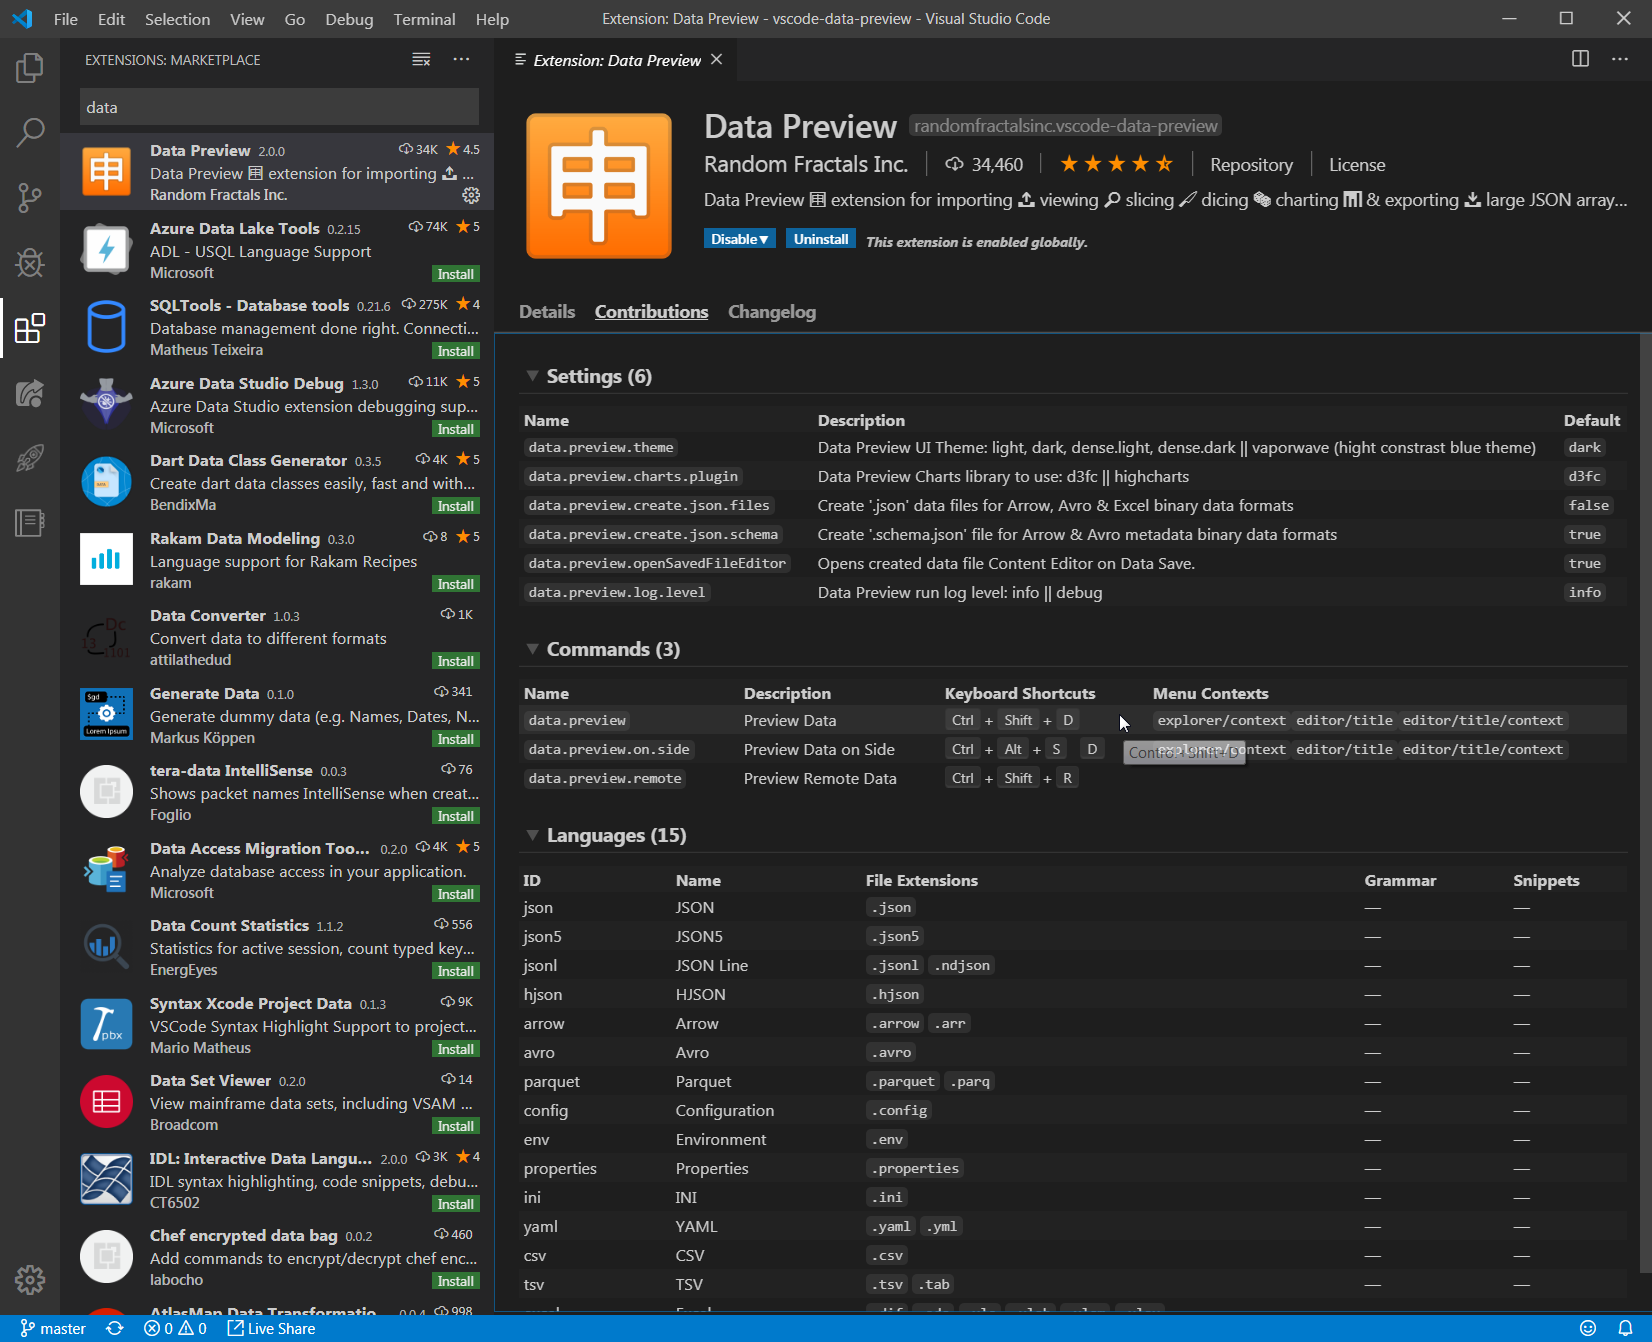 File Edit Selection View Go Debug Terminal Help
Extension: Data Preview - vscode-data-preview - Visual Studio Code
EXTENSIONS: MARKETPLACE
data
Data Preview 2.0.0 34K 4.5
Data Preview extension for importing ...
Random Fractals Inc.
Azure Data Lake Tools 0.2.15 74K 5
ADL - USQL Language Support
Microsoft Install
SQLTools - Database tools 0.21.6 275K 4
Database management done right. Connecti...
Matheus Teixeira Install
Azure Data Studio Debug 1.3.0 11K 5
Azure Data Studio extension debugging sup...
Microsoft Install
Dart Data Class Generator 0.3.5 4K 5
Create dart data classes easily, fast and with...
BendixMa Install
Rakam Data Modeling 0.3.0 8 5
Language support for Rakam Recipes
rakam Install
Data Converter 1.0.3 1K
Convert data to different formats
attilathedud Install
Generate Data 0.1.0 341
Generate dummy data (e.g. Names, Dates, N...
Markus Köppen Install
tera-data IntelliSense 0.0.3 76
Shows packet names IntelliSense when creat...
Foglio Install
Data Access Migration Too... 0.2.0 4K 5
Analyze database access in your application.
Microsoft Install
Data Count Statistics 1.1.2 556
Statistics for active session, count typed key...
EnergEyes Install
Syntax Xcode Project Data 0.1.3 9K
VSCode Syntax Highlight Support to project...
Mario Matheus Install
Data Set Viewer 0.2.0 14
View mainframe data sets, including VSAM ...
Broadcom Install
IDL: Interactive Data Langu... 2.0.0 3K 4
IDL syntax highlighting, code snippets, debu...
CT6502 Install
Chef encrypted data bag 0.0.2 460
Add commands to encrypt/decrypt chef enc...
labocho Install
AtlasMap Data Transformatio... 0.0.4 998
Extension: Data Preview
申
Data Preview randomfractalsinc.vscode-data-preview
Random Fractals Inc. 34,460 Repository License
Data Preview extension for importing viewing slicing dicing charting & exporting large JSON array...
Disable Uninstall This extension is enabled globally.
Details Contributions Changelog
Settings (6)
Name Description Default
data.preview.theme Data Preview UI Theme: light, dark, dense.light, dense.dark || vaporwave (hight constrast blue theme) dark
data.preview.charts.plugin Data Preview Charts library to use: d3fc || highcharts d3fc
data.preview.create.json.files Create '.json' data files for Arrow, Avro & Excel binary data formats false
data.preview.create.json.schema Create '.schema.json' file for Arrow & Avro metadata binary data formats true
data.preview.openSavedFileEditor Opens created data file Content Editor on Data Save. true
data.preview.log.level Data Preview run log level: info || debug info
Commands (3)
Name Description Keyboard Shortcuts Menu Contexts
data.preview Preview Data Ctrl + Shift + D explorer/context editor/title editor/title/context
data.preview.on.side Preview Data on Side Ctrl + Alt + S D explorer/context editor/title editor/title/context
Control+Shift+D
data.preview.remote Preview Remote Data Ctrl + Shift + R
Languages (15)
ID Name File Extensions Grammar Snippets
json JSON .json — —
json5 JSON5 .json5 — —
jsonl JSON Line .jsonl .ndjson — —
hjson HJSON .hjson — —
arrow Arrow .arrow .arr — —
avro Avro .avro — —
parquet Parquet .parquet .parq — —
config Configuration .config — —
env Environment .env — —
properties Properties .properties — —
ini INI .ini — —
yaml YAML .yaml .yml — —
csv CSV .csv — —
tsv TSV .tsv .tab — —
master 0 0 Live Share